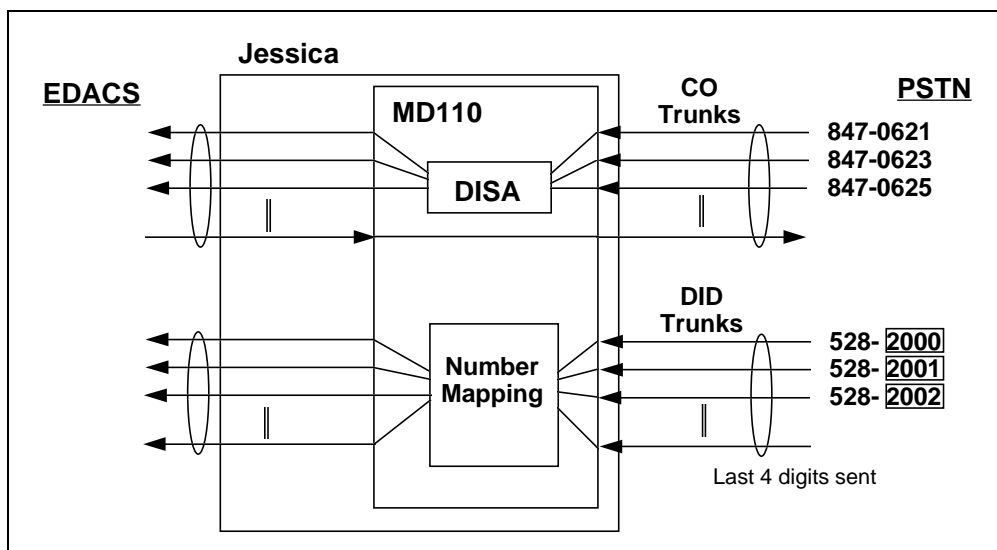 Jessica
EDACS
MD110
CO
Trunks
PSTN
847-0621
847-0623
847-0625
DISA
DID
Trunks
Number
Mapping
528- 2000
528- 2001
528- 2002
Last 4 digits sent